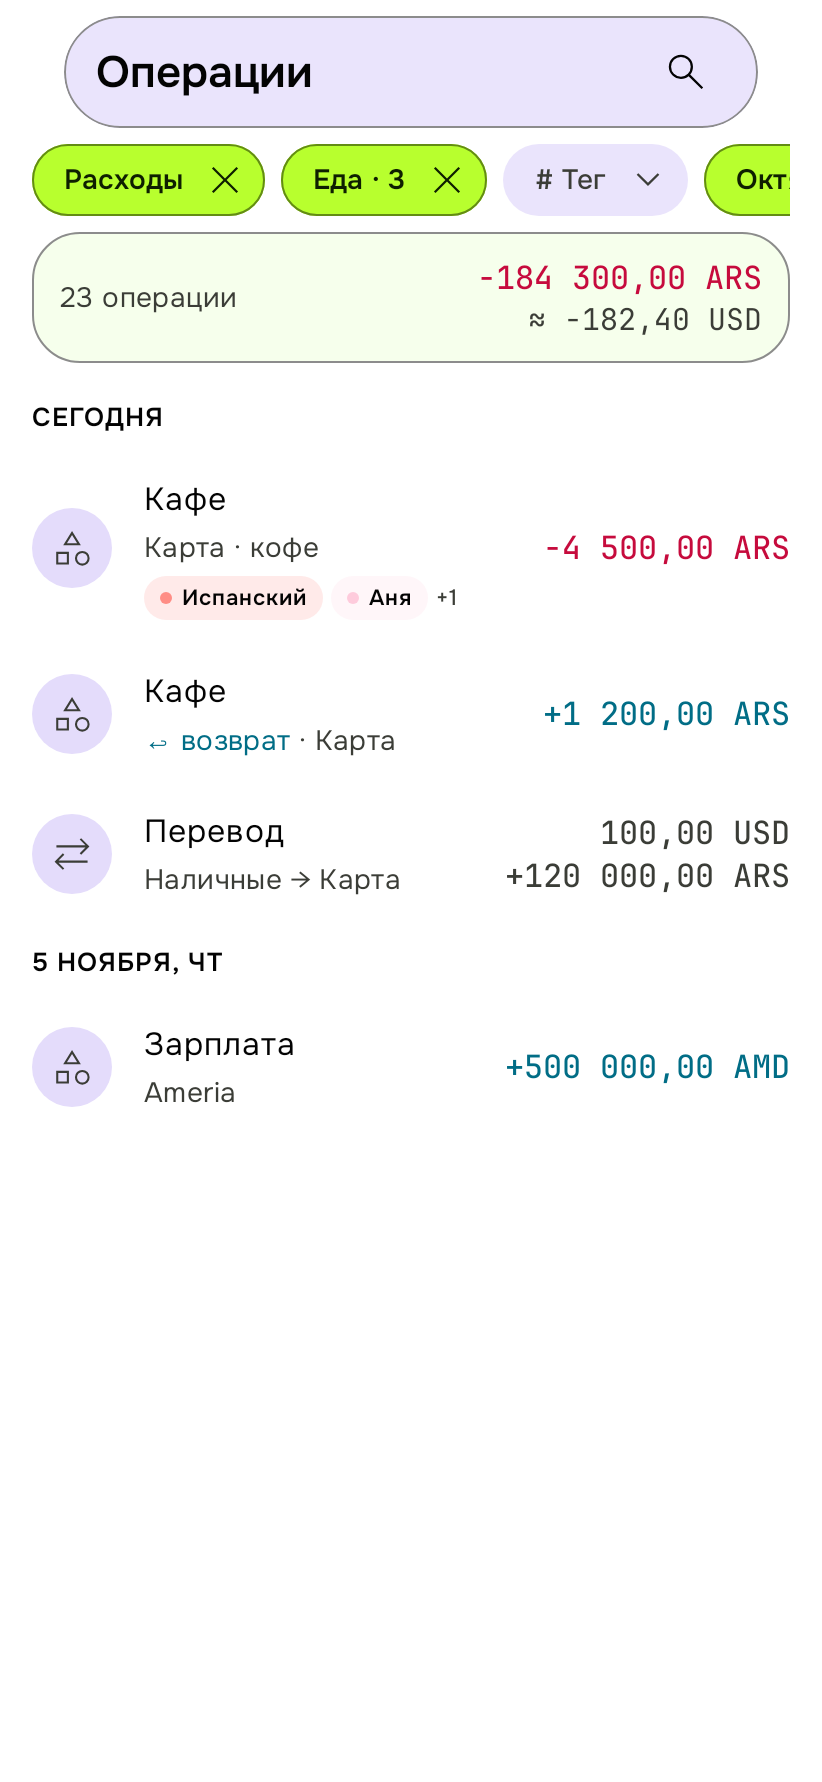 Операции
Расходы Еда · 3 # Тег Окт
23 операции
-184 300,00 ARS
≈ -182,40 USD
СЕГОДНЯ
Кафе
Карта · кофе
-4 500,00 ARS
Испанский Аня +1
Кафе
↩ возврат · Карта
+1 200,00 ARS
Перевод
Наличные → Карта
100,00 USD
+120 000,00 ARS
5 НОЯБРЯ, ЧТ
Зарплата
Ameria
+500 000,00 AMD